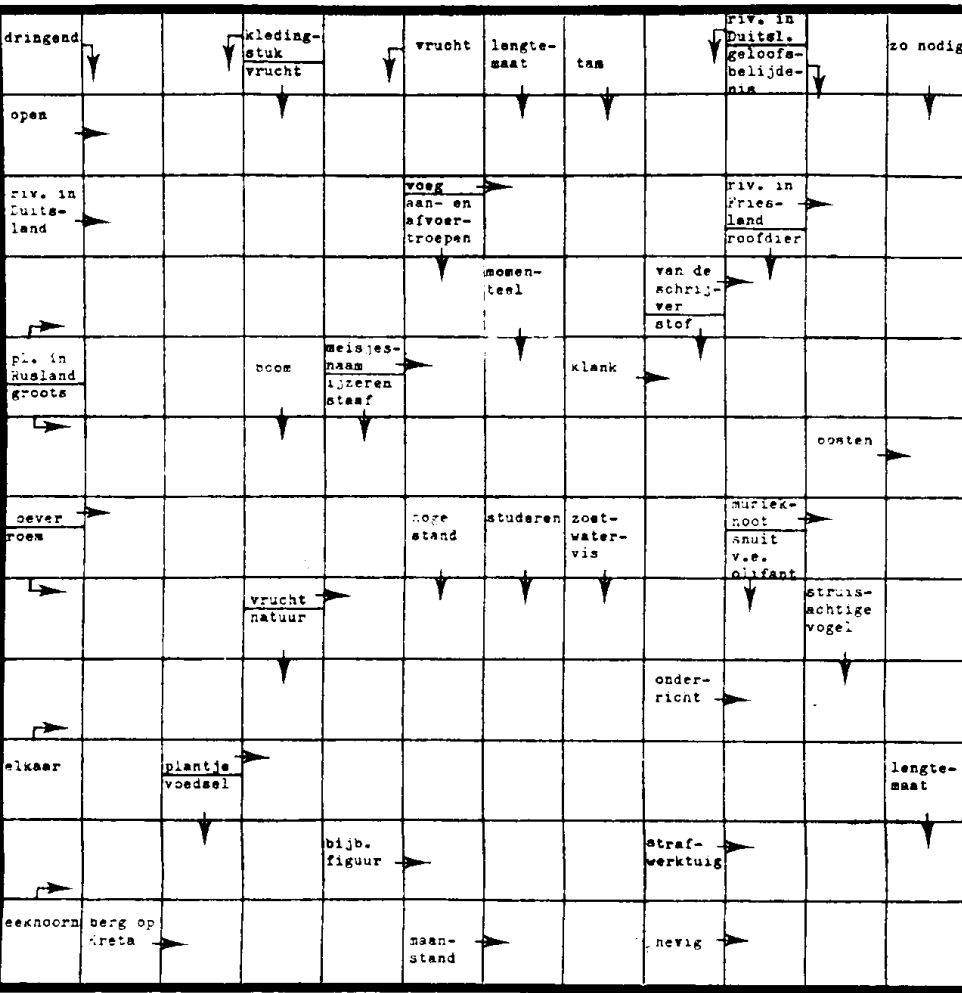 dringend
kleding-
stuk
vrucht
vrucht
lengte-
maat
tam
riv. in
Duitsl.
geloofs-
belijde-
nis
zo nodig
open
riv. in
Duits-
land
voeg
aan- en
afvoer-
troepen
riv. in
Fries-
land
roofdier
momen-
teel
van de
schrij-
ver
stof
pl. in
Rusland
groots
boom
meisjes-
naam
ijzeren
staaf
klank
oosten
oever
roem
hoge
stand
studeren
zoet-
water-
vis
muziek-
noot
snuit
v.e.
olifant
vrucht
natuur
struis-
achtige
vogel
onder-
richt
elkaar
plantje
voedsel
lengte-
maat
bijb.
figuur
straf-
werktuig
eeknoorn
berg op
Kreta
maan-
stand
hevig